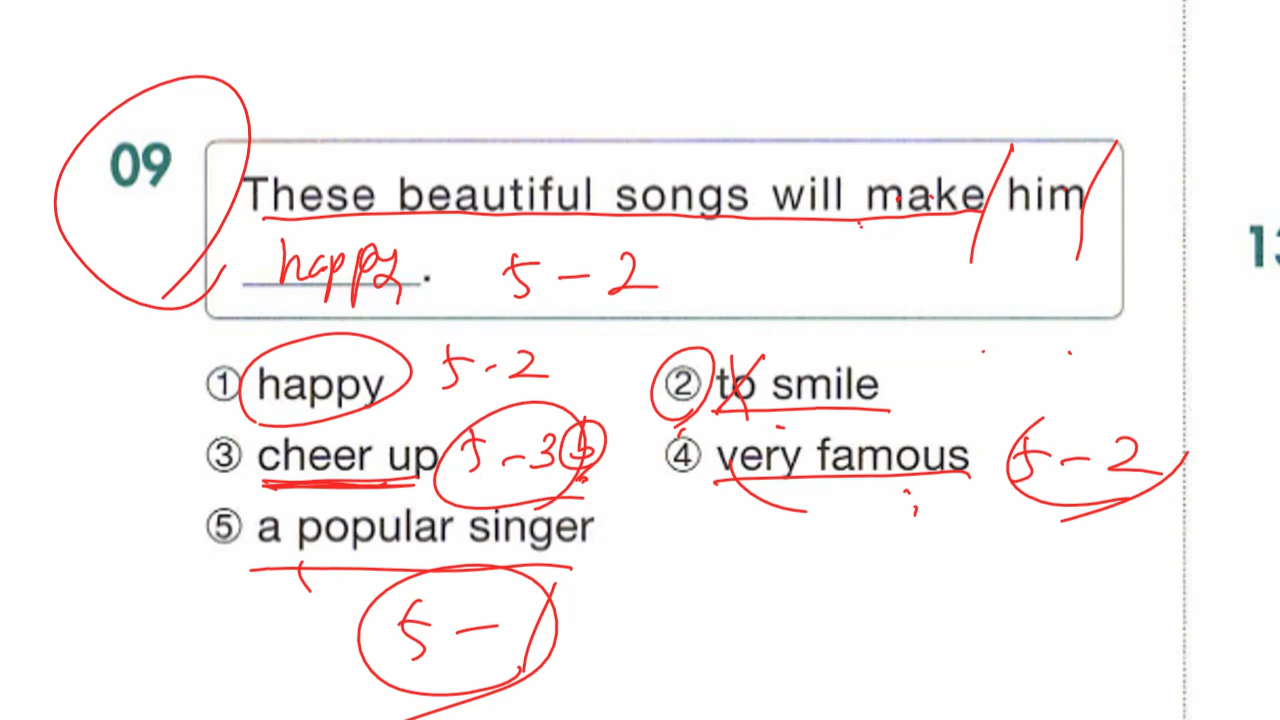 09
These beautiful songs will make him
happy. 5-2
① happy 5-2 ② to smile
③ cheer up 5-3 ④ very famous 5-2
⑤ a popular singer
5-1